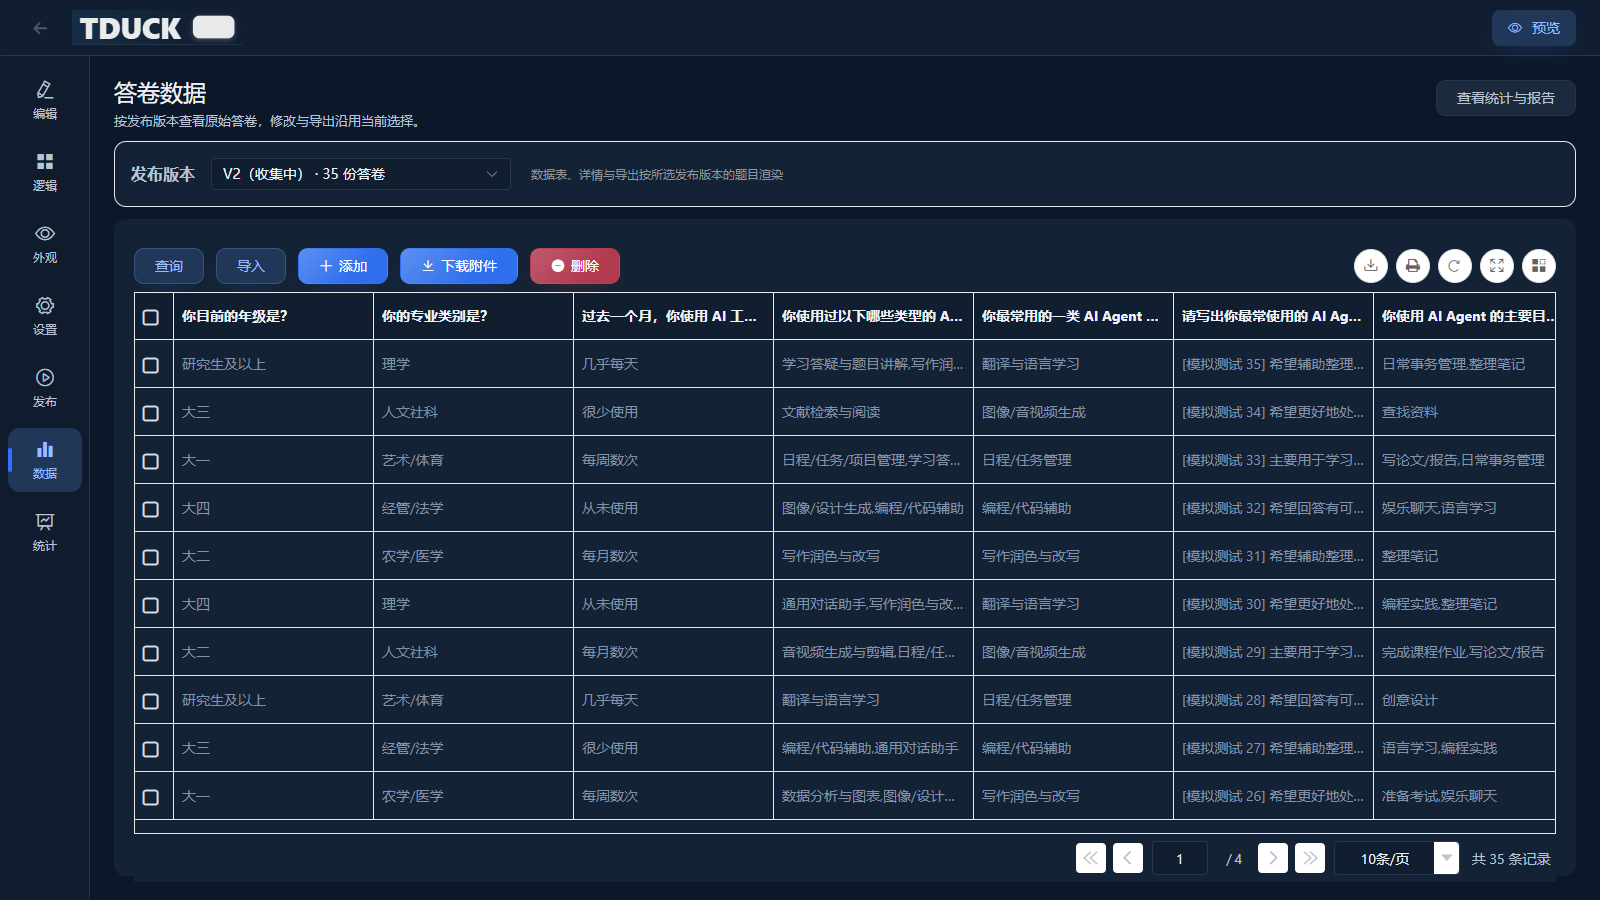 TDUCK
预览
编辑
逻辑
外观
设置
发布
数据
统计
答卷数据
按发布版本查看原始答卷，修改与导出沿用当前选择。
查看统计与报告
发布版本 V2（收集中） · 35 份答卷 数据表、详情与导出按所选发布版本的题目渲染
查询 导入 添加 下载附件 删除
你目前的年级是? 你的专业类别是? 过去一个月，你使用 AI 工... 你使用过以下哪些类型的 A... 你最常用的一类 AI Agent ... 请写出你最常使用的 AI Ag... 你使用 AI Agent 的主要目...
研究生及以上 理学 几乎每天 学习答疑与题目讲解,写作润... 翻译与语言学习 [模拟测试 35] 希望辅助整理... 日常事务管理,整理笔记
大三 人文社科 很少使用 文献检索与阅读 图像/音视频生成 [模拟测试 34] 希望更好地处... 查找资料
大一 艺术/体育 每周数次 日程/任务/项目管理,学习答... 日程/任务管理 [模拟测试 33] 主要用于学习... 写论文/报告,日常事务管理
大四 经管/法学 从未使用 图像/设计生成,编程/代码辅助 编程/代码辅助 [模拟测试 32] 希望回答有可... 娱乐聊天,语言学习
大二 农学/医学 每月数次 写作润色与改写 写作润色与改写 [模拟测试 31] 希望辅助整理... 整理笔记
大四 理学 从未使用 通用对话助手,写作润色与改... 翻译与语言学习 [模拟测试 30] 希望更好地处... 编程实践,整理笔记
大二 人文社科 每月数次 音视频生成与剪辑,日程/任... 图像/音视频生成 [模拟测试 29] 主要用于学习... 完成课程作业,写论文/报告
研究生及以上 艺术/体育 几乎每天 翻译与语言学习 日程/任务管理 [模拟测试 28] 希望回答有可... 创意设计
大三 经管/法学 很少使用 编程/代码辅助,通用对话助手 编程/代码辅助 [模拟测试 27] 希望辅助整理... 语言学习,编程实践
大一 农学/医学 每周数次 数据分析与图表,图像/设计... 写作润色与改写 [模拟测试 26] 希望更好地处... 准备考试,娱乐聊天
1 / 4 10条/页 共 35 条记录